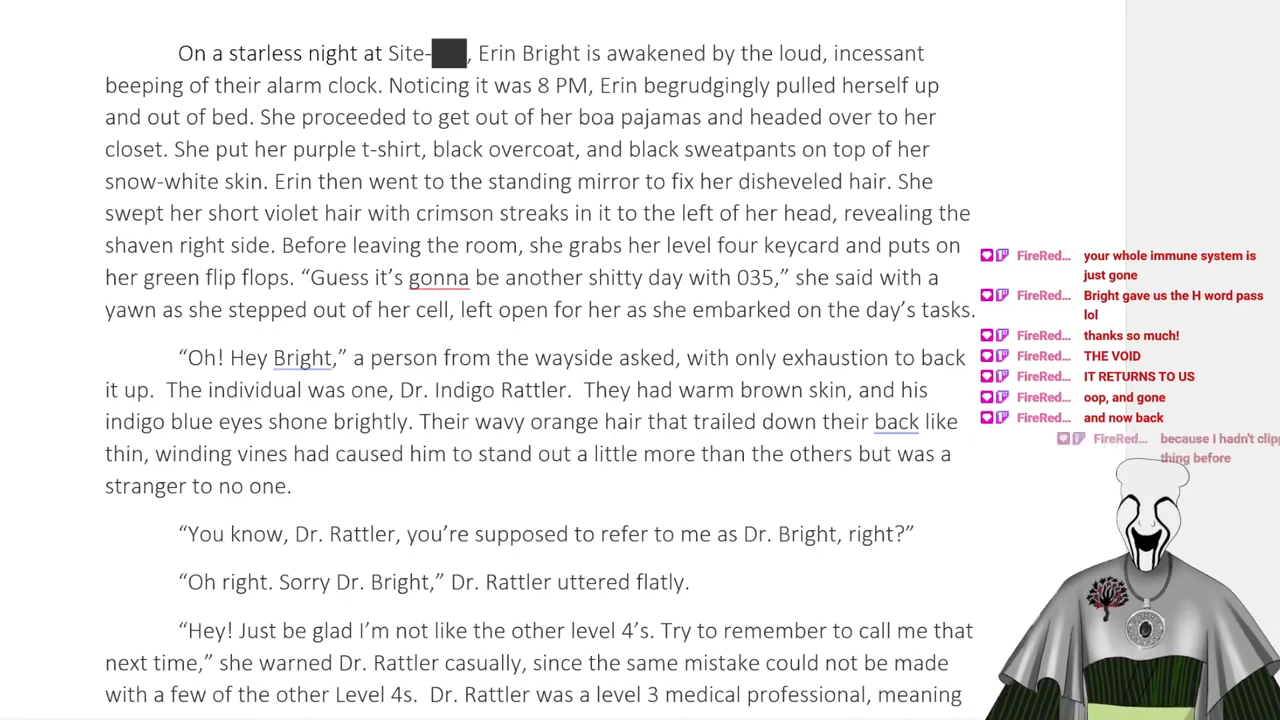 On a starless night at Site-, Erin Bright is awakened by the loud, incessant
beeping of their alarm clock. Noticing it was 8 PM, Erin begrudgingly pulled herself up
and out of bed. She proceeded to get out of her boa pajamas and headed over to her
closet. She put her purple t-shirt, black overcoat, and black sweatpants on top of her
snow-white skin. Erin then went to the standing mirror to fix her disheveled hair. She
swept her short violet hair with crimson streaks in it to the left of her head, revealing the
shaven right side. Before leaving the room, she grabs her level four keycard and puts on
her green flip flops. “Guess it’s gonna be another shitty day with 035,” she said with a
yawn as she stepped out of her cell, left open for her as she embarked on the day’s tasks.
“Oh! Hey Bright,” a person from the wayside asked, with only exhaustion to back
it up. The individual was one, Dr. Indigo Rattler. They had warm brown skin, and his
indigo blue eyes shone brightly. Their wavy orange hair that trailed down their back like
thin, winding vines had caused him to stand out a little more than the others but was a
stranger to no one.
“You know, Dr. Rattler, you’re supposed to refer to me as Dr. Bright, right?”
“Oh right. Sorry Dr. Bright,” Dr. Rattler uttered flatly.
“Hey! Just be glad I’m not like the other level 4’s. Try to remember to call me that
next time,” she warned Dr. Rattler casually, since the same mistake could not be made
with a few of the other Level 4s. Dr. Rattler was a level 3 medical professional, meaning
FireRed... your whole immune system is
just gone
FireRed... Bright gave us the H word pass
lol
FireRed... thanks so much!
FireRed... THE VOID
FireRed... IT RETURNS TO US
FireRed... oop, and gone
FireRed... and now back
FireRed... because I hadn't clip
thing before